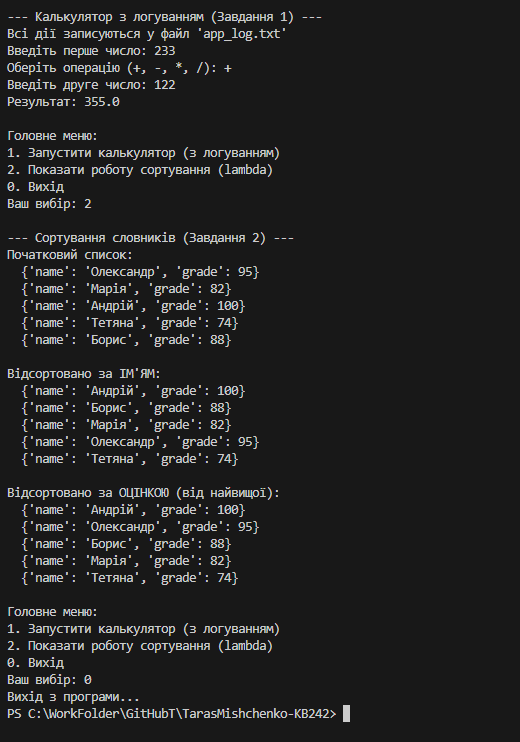 --- Калькулятор з логуванням (Завдання 1) ---
Всі дії записуються у файл 'app_log.txt'
Введіть перше число: 233
Оберіть операцію (+, -, *, /): +
Введіть друге число: 122
Результат: 355.0
Головне меню:
1. Запустити калькулятор (з логуванням)
2. Показати роботу сортування (lambda)
0. Вихід
Ваш вибір: 2
--- Сортування словників (Завдання 2) ---
Початковий список:
{'name': 'Олександр', 'grade': 95}
{'name': 'Марія', 'grade': 82}
{'name': 'Андрій', 'grade': 100}
{'name': 'Тетяна', 'grade': 74}
{'name': 'Борис', 'grade': 88}
Відсортовано за ІМ'ЯМ:
{'name': 'Андрій', 'grade': 100}
{'name': 'Борис', 'grade': 88}
{'name': 'Марія', 'grade': 82}
{'name': 'Олександр', 'grade': 95}
{'name': 'Тетяна', 'grade': 74}
Відсортовано за ОЦІНКОЮ (від найвищої):
{'name': 'Андрій', 'grade': 100}
{'name': 'Олександр', 'grade': 95}
{'name': 'Борис', 'grade': 88}
{'name': 'Марія', 'grade': 82}
{'name': 'Тетяна', 'grade': 74}
Головне меню:
1. Запустити калькулятор (з логуванням)
2. Показати роботу сортування (lambda)
0. Вихід
Ваш вибір: 0
Вихід з програми...
PS C:\WorkFolder\GitHubT\TarasMishchenko-KB242>